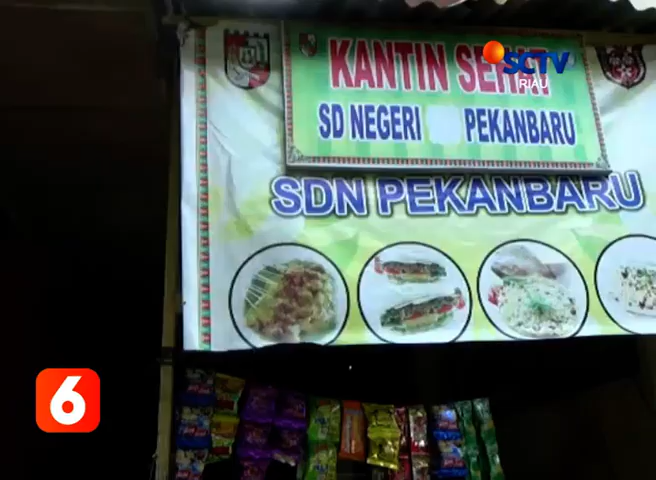 KANTIN SEHAT
SCTV
RIAU
SD NEGERI PEKANBARU
SDN PEKANBARU
6